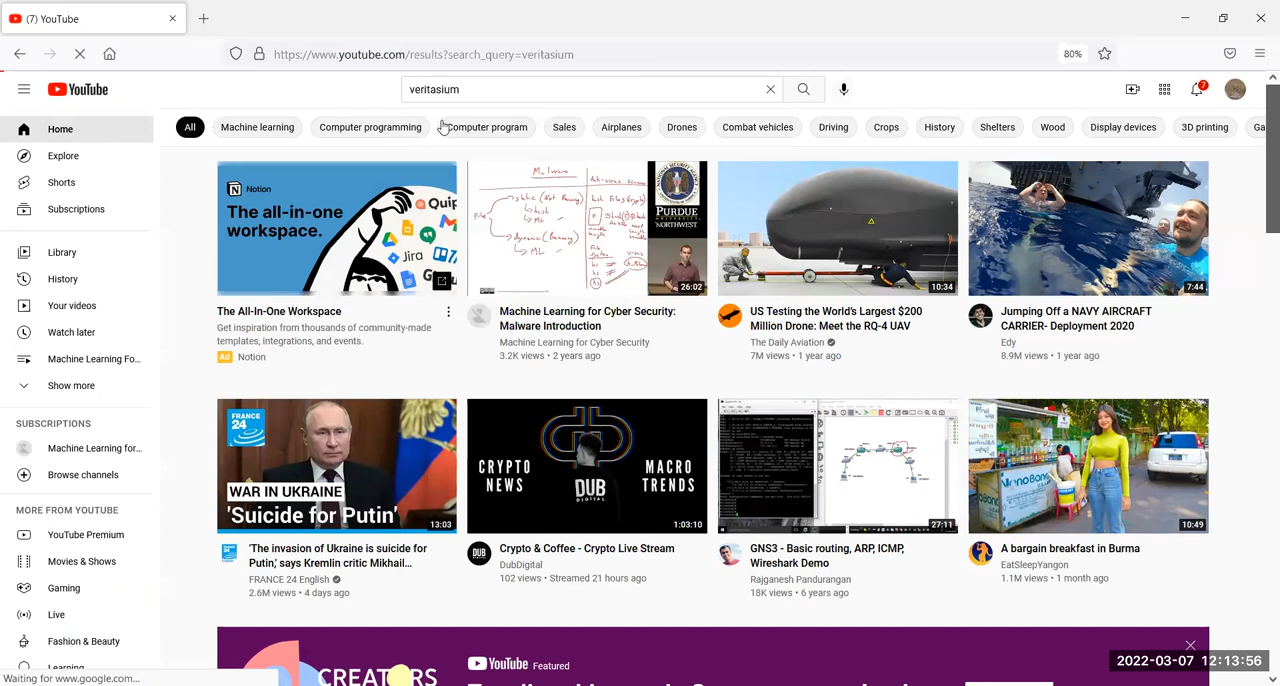 (7) YouTube
https://www.youtube.com/results?search_query=veritasium
80%
YouTube
veritasium
7
All
Machine learning
Computer programming
Computer program
Sales
Airplanes
Drones
Combat vehicles
Driving
Crops
History
Shelters
Wood
Display devices
3D printing
Home
Explore
Shorts
Subscriptions
Library
History
Your videos
Watch later
Machine Learning Fo...
Show more
SUBSCRIPTIONS
Machine Learning for...
Browse channels
MORE FROM YOUTUBE
YouTube Premium
Movies & Shows
Gaming
Live
Fashion & Beauty
Learning
Notion
The all-in-one
workspace.
Quip
Jira
The All-In-One Workspace
Get inspiration from thousands of community-made
templates, integrations, and events.
Ad Notion
Malware
PURDUE
UNIVERSITY
NORTHWEST
26:02
Machine Learning for Cyber Security:
Malware Introduction
Machine Learning for Cyber Security
3.2K views • 2 years ago
10:34
US Testing the World's Largest $200
Million Drone: Meet the RQ-4 UAV
The Daily Aviation
7M views • 1 year ago
7:44
Jumping Off a NAVY AIRCRAFT
CARRIER- Deployment 2020
Edy
8.9M views • 1 year ago
FRANCE
24
WAR IN UKRAINE
'Suicide for Putin'
13:03
'The invasion of Ukraine is suicide for
Putin,' says Kremlin critic Mikhail...
FRANCE 24 English
2.6M views • 4 days ago
CRYPTO
NEWS
DUB
DIGITAL
MACRO
TRENDS
1:03:10
Crypto & Coffee - Crypto Live Stream
DubDigital
102 views • Streamed 21 hours ago
27:11
GNS3 - Basic routing, ARP, ICMP,
Wireshark Demo
Rajganesh Pandurangan
18K views • 6 years ago
10:49
A bargain breakfast in Burma
EatSleepYangon
1.1M views • 1 month ago
CREATORS
YouTube Featured
2022-03-07 12:13:56
Waiting for www.google.com...